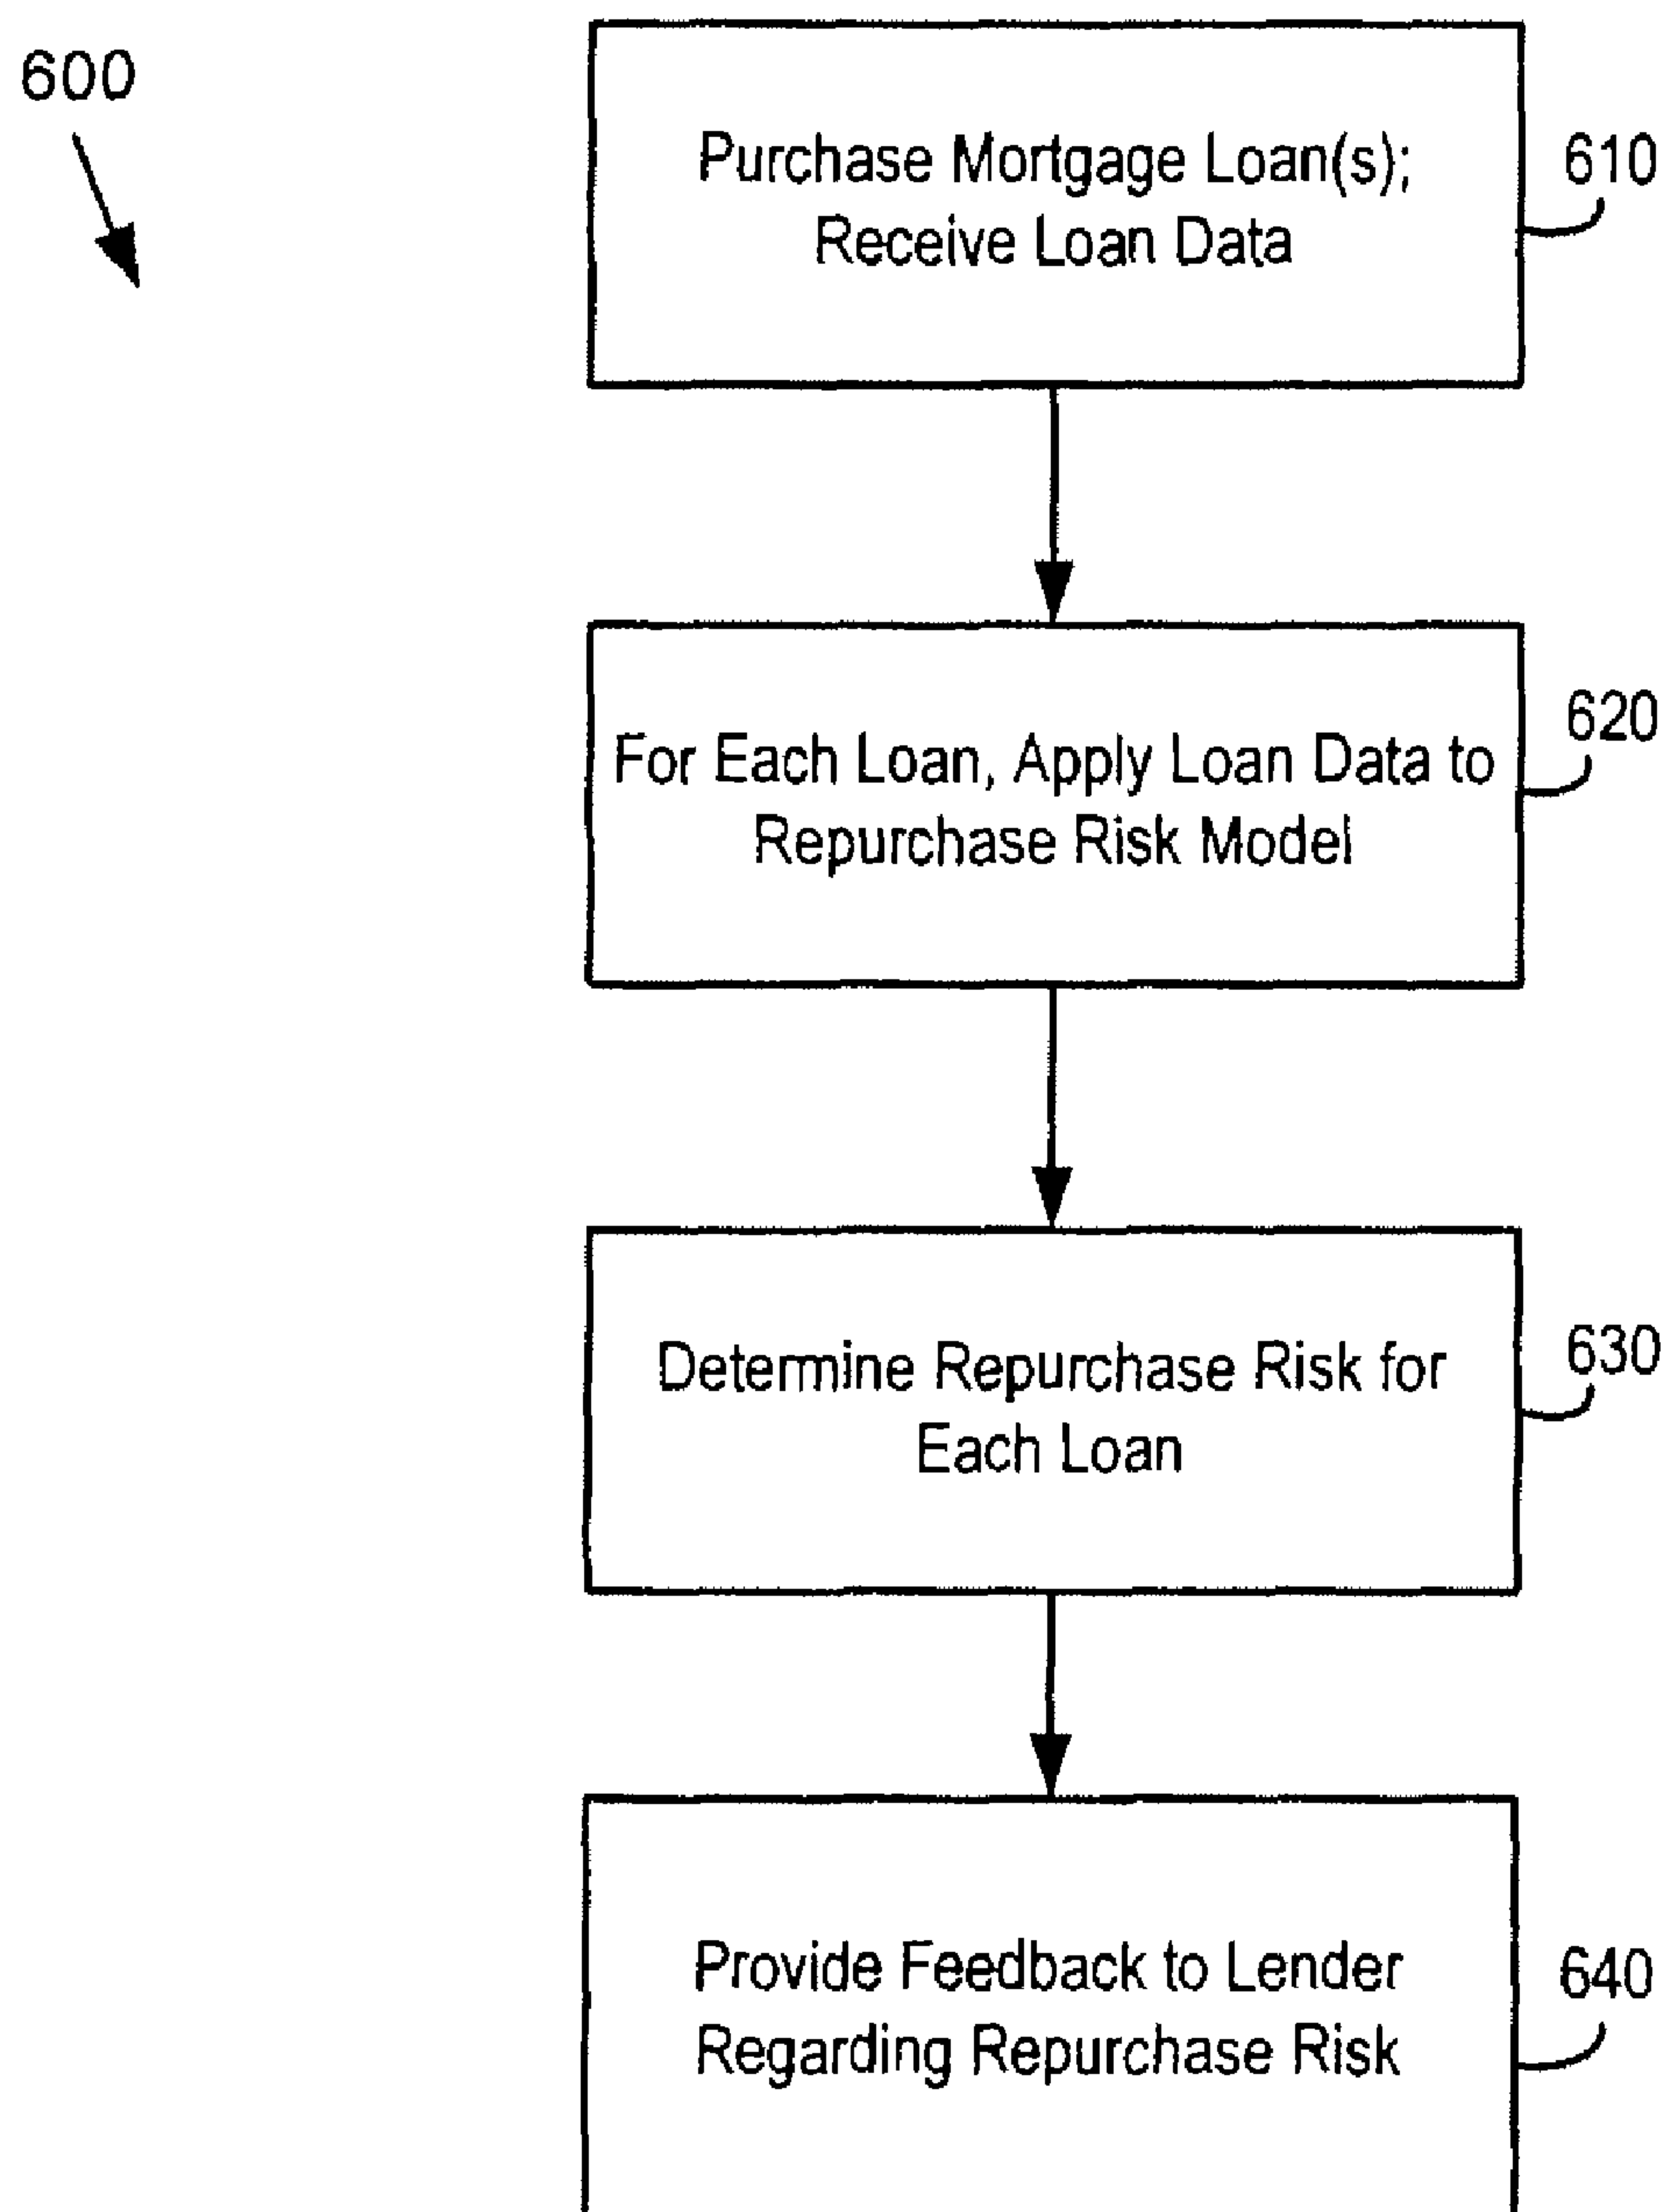 600
Purchase Mortgage Loan(s);
Receive Loan Data
610
For Each Loan, Apply Loan Data to
Repurchase Risk Model
620
Determine Repurchase Risk for
Each Loan
630
Provide Feedback to Lender
Regarding Repurchase Risk
640